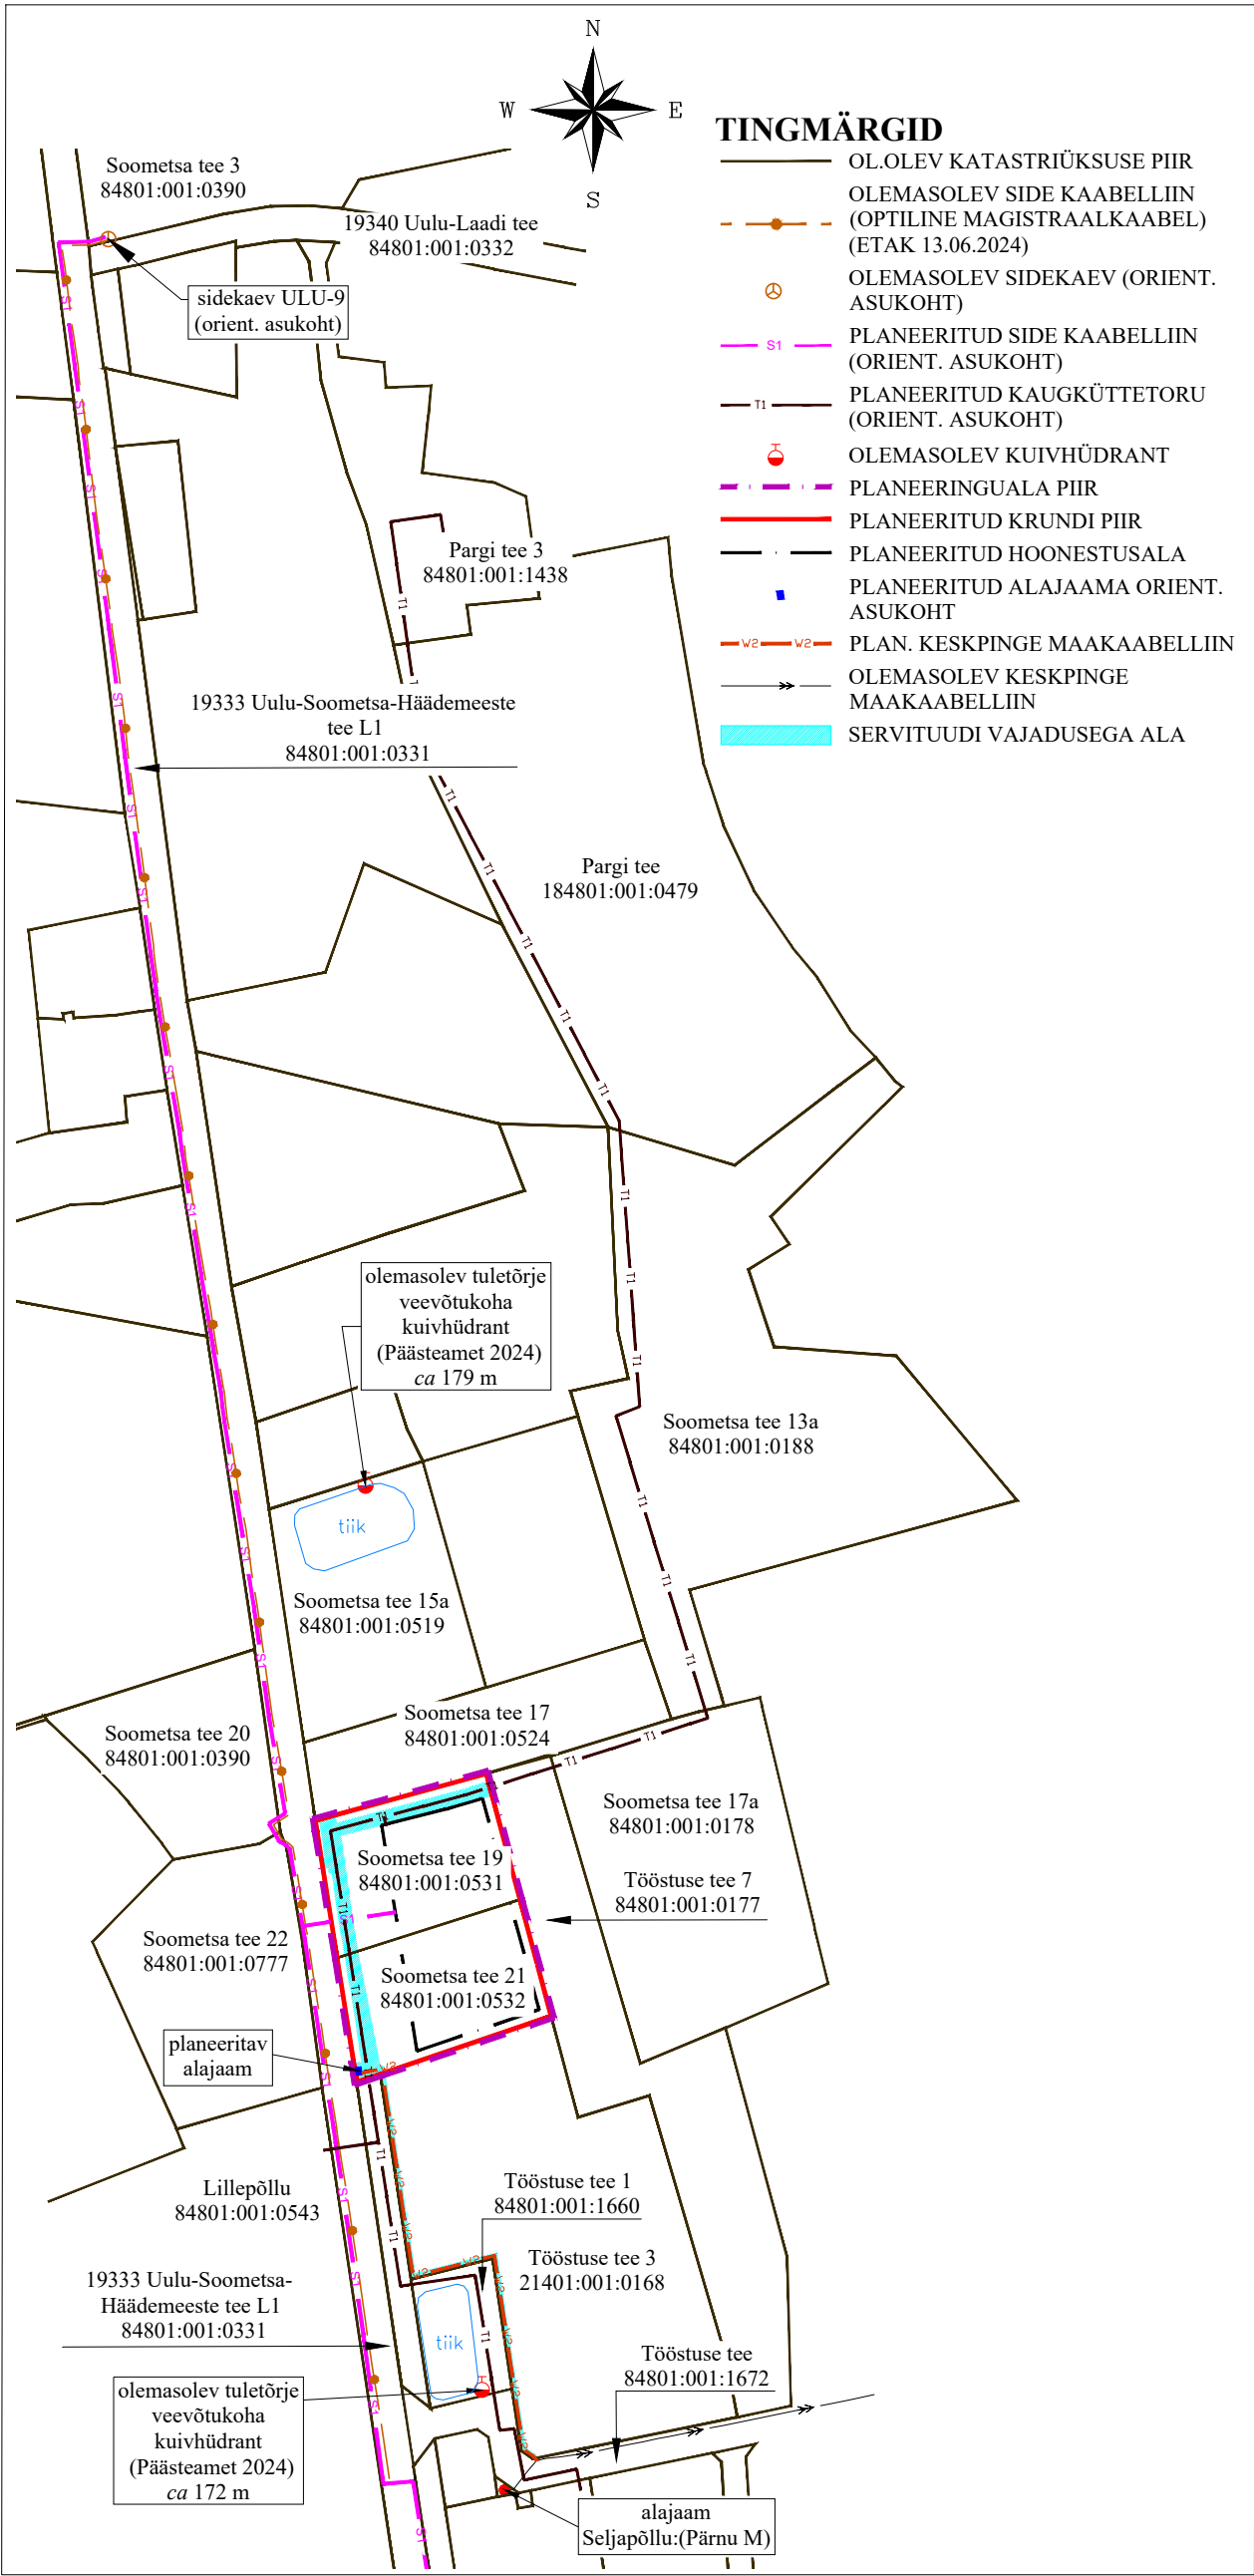 N
W
E
S
TINGMÄRGID
OL.OLEV KATASTRIÜKSUSE PIIR
OLEMASOLEV SIDE KAABELLIIN
(OPTILINE MAGISTRAALKAABEL)
(ETAK 13.06.2024)
OLEMASOLEV SIDEKAEV (ORIENT.
ASUKOHT)
S1
PLANEERITUD SIDE KAABELLIIN
(ORIENT. ASUKOHT)
T1
PLANEERITUD KAUGKÜTTETORU
(ORIENT. ASUKOHT)
OLEMASOLEV KUIVHÜDRANT
PLANEERINGUALA PIIR
PLANEERITUD KRUNDI PIIR
PLANEERITUD HOONESTUSALA
PLANEERITUD ALAJAAMA ORIENT.
ASUKOHT
W2 W2
PLAN. KESKPINGE MAAKAABELLIIN
OLEMASOLEV KESKPINGE
MAAKAABELLIIN
SERVITUUDI VAJADUSEGA ALA
Soometsa tee 3
84801:001:0390
19340 Uulu-Laadi tee
84801:001:0332
sidekaev ULU-9
(orient. asukoht)
Pargi tee 3
84801:001:1438
19333 Uulu-Soometsa-Häädemeeste
tee L1
84801:001:0331
Pargi tee
184801:001:0479
olemasolev tuletõrje
veevõtukoha
kuivhüdrant
(Päästeamet 2024)
ca 179 m
Soometsa tee 13a
84801:001:0188
tiik
Soometsa tee 15a
84801:001:0519
Soometsa tee 17
84801:001:0524
Soometsa tee 20
84801:001:0390
Soometsa tee 17a
84801:001:0178
Soometsa tee 19
84801:001:0531
Tööstuse tee 7
84801:001:0177
Soometsa tee 22
84801:001:0777
Soometsa tee 21
84801:001:0532
planeeritav
alajaam
Lillepõllu
84801:001:0543
Tööstuse tee 1
84801:001:1660
Tööstuse tee 3
21401:001:0168
19333 Uulu-Soometsa-
Häädemeeste tee L1
84801:001:0331
tiik
Tööstuse tee
84801:001:1672
olemasolev tuletõrje
veevõtukoha
kuivhüdrant
(Päästeamet 2024)
ca 172 m
alajaam
Seljapõllu:(Pärnu M)